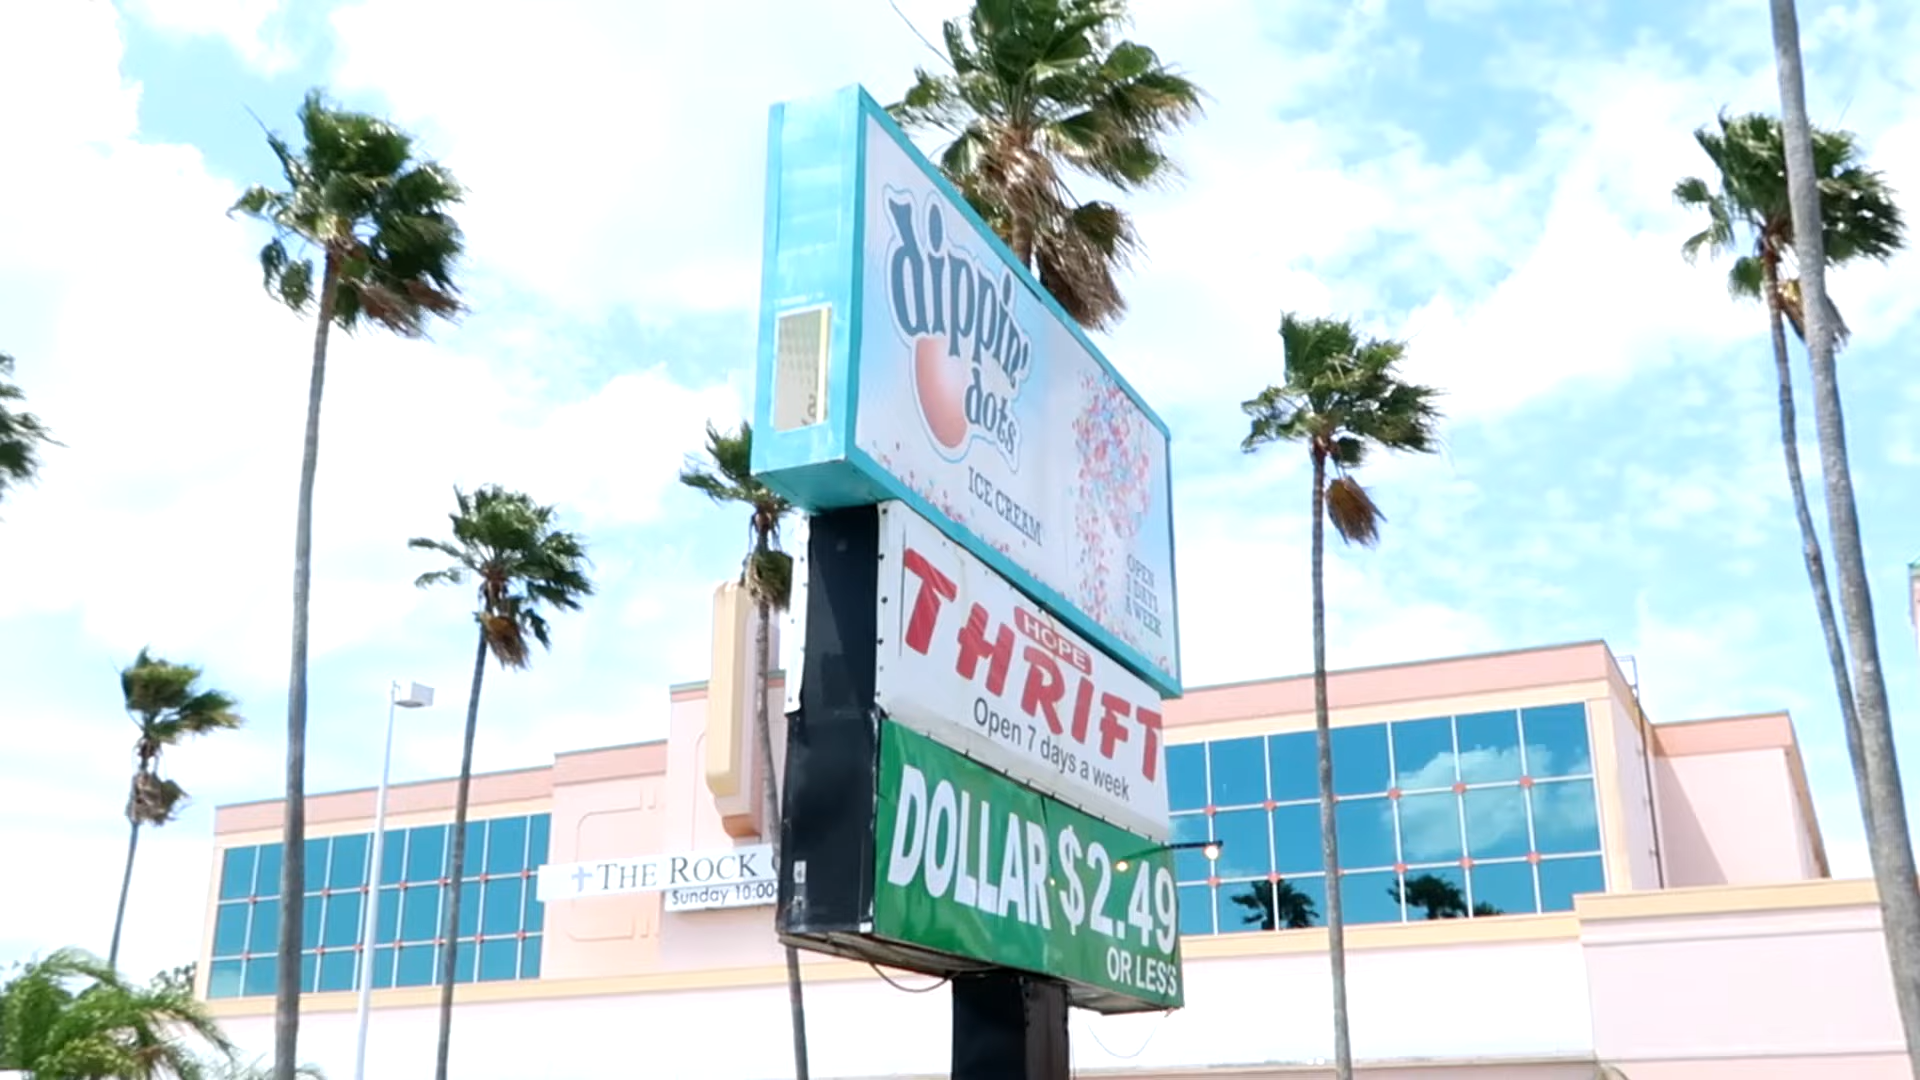 dippin'
dots
ICE CREAM
OPEN
7 DAYS
A WEEK
HOPE
THRIFT
Open 7 days a week
DOLLAR $2.49
OR LESS
THE ROCK
Sunday 10:00